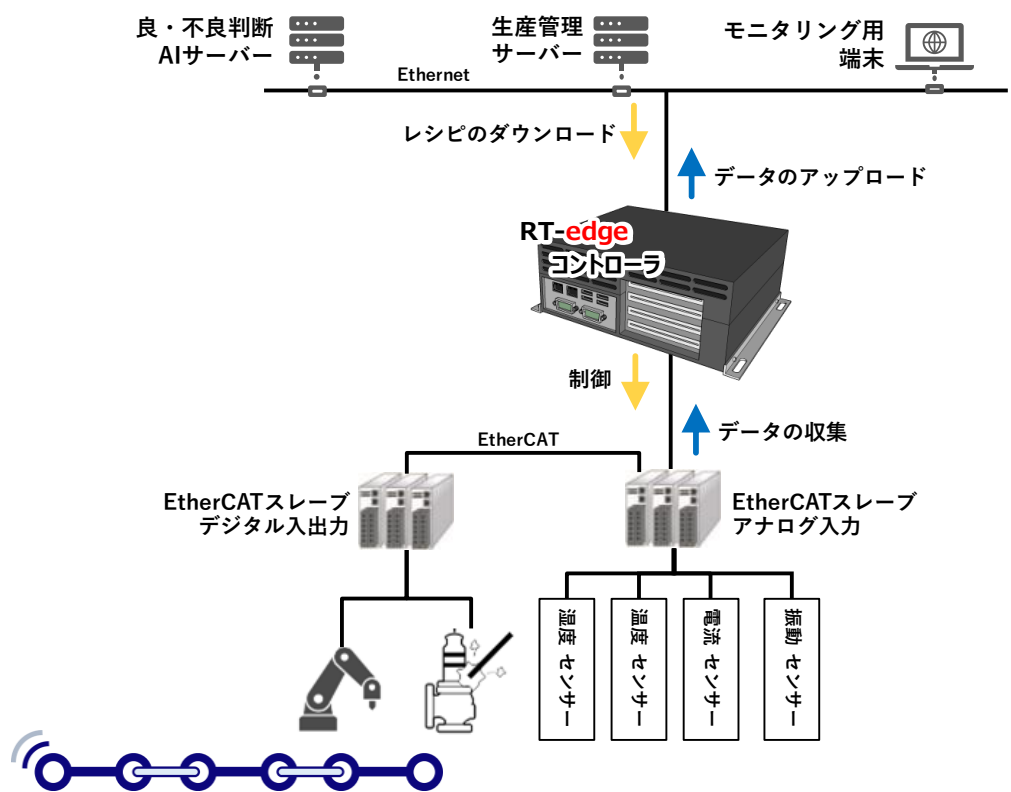 良・不良判断
AIサーバー
生産管理
サーバー
モニタリング用
端末
Ethernet
レシピのダウンロード
データのアップロード
RT-edge
コントローラ
制御
データの収集
EtherCAT
EtherCATスレーブ
デジタル入出力
EtherCATスレーブ
アナログ入力
湿度 センサー
温度 センサー
電流 センサー
振動 センサー